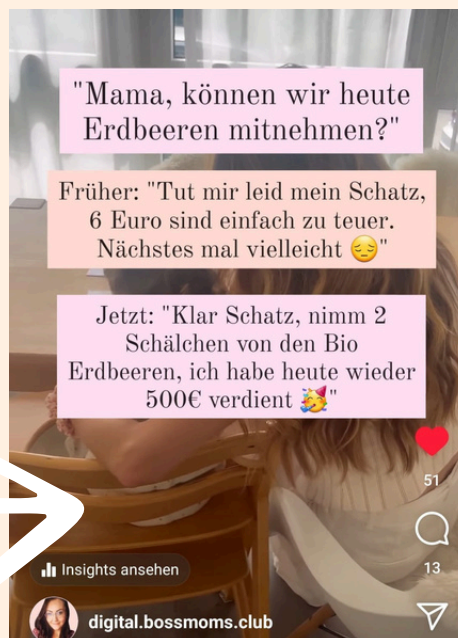 "Mama, können wir heute
Erdbeeren mitnehmen?"
Früher: "Tut mir leid mein Schatz,
6 Euro sind einfach zu teuer.
Nächstes mal vielleicht 😔"
Jetzt: "Klar Schatz, nimm 2
Schälchen von den Bio
Erdbeeren, ich habe heute wieder
500€ verdient 🥳"
51
13
Insights ansehen
digital.bossmoms.club